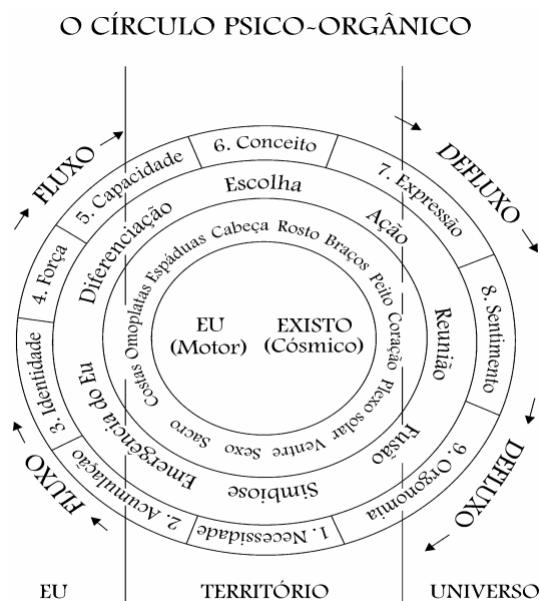 O CÍRCULO PSICO-ORGÂNICO
FLUXO
DEFLUXO
6. Conceito
5. Capacidade
7. Expressão
4. Força
8. Sentimento
3. Identidade
9. Orgonomia
2. Acumulação
1. Necessidade
Escolha
Diferenciação
Ação
Reunião
Emergência do Eu
Fusão
Simbiose
Costas Omoplatas Espáduas Cabeça Rosto Braços Peito Coração Plexo solar Ventre Sexo Sacro
EU
(Motor)
EXISTO
(Cósmico)
FLUXO
DEFLUXO
EU
TERRITÓRIO
UNIVERSO